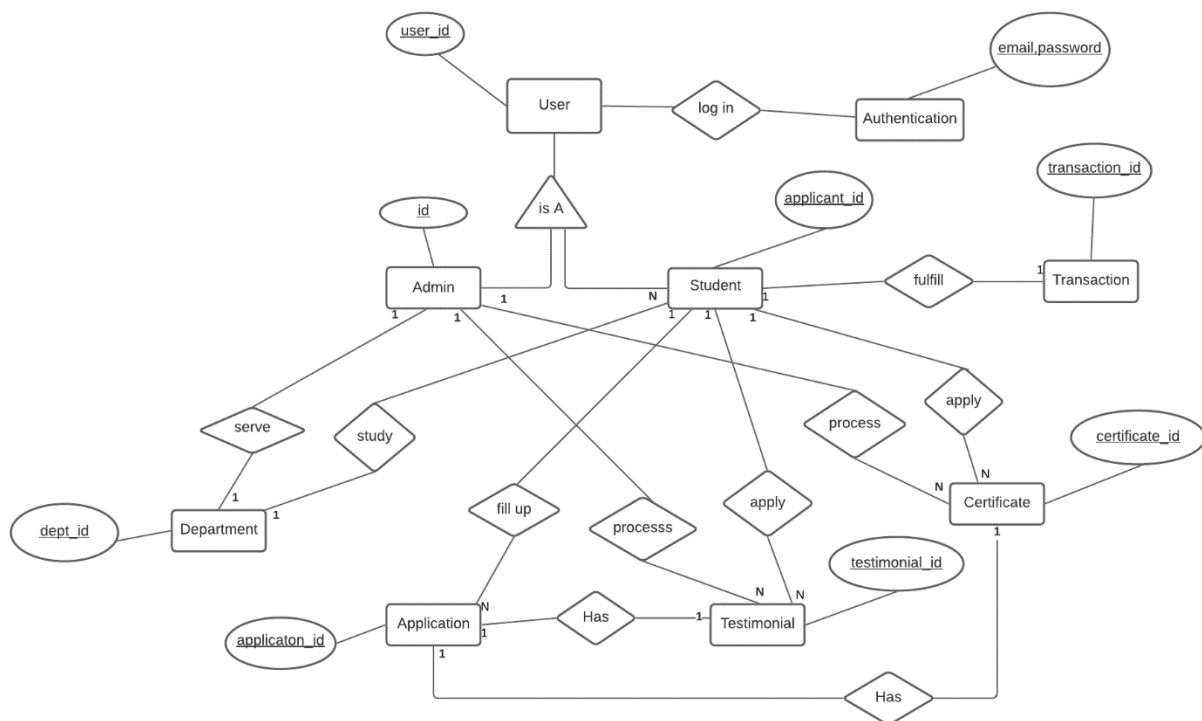 user_id
email,password
User
log in
Authentication
transaction_id
applicant_id
is A
id
Admin
1
N
Student
1
fulfill
1
Transaction
1
1
1
1
1
apply
process
serve
study
certificate_id
N
N
Certificate
1
1
1
fill up
processs
apply
dept_id
Department
testimonial_id
N
N
N
Application
1
Has
1
Testimonial
applicaton_id
1
Has